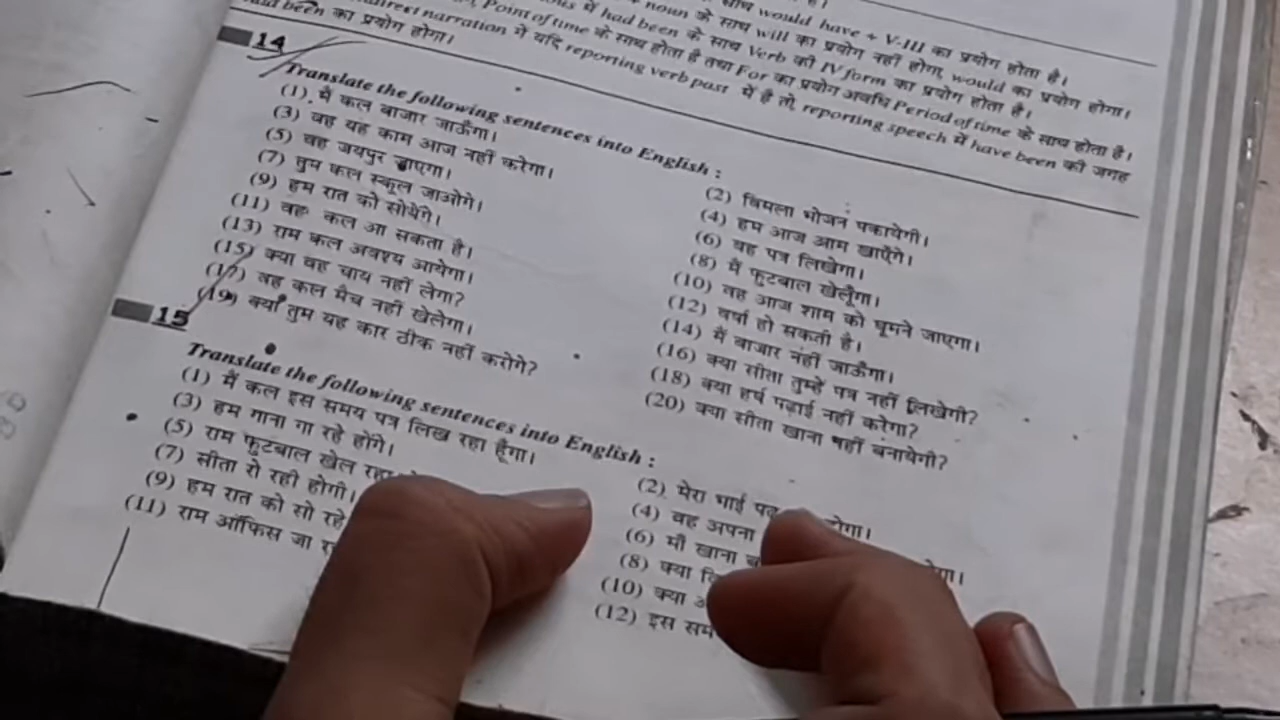 साथ would have + V-III का प्रयोग होता है।
noun के साथ will का प्रयोग नहीं होगा, would का प्रयोग होगा।
में had been के साथ Verb की IV form का प्रयोग होता है।
Point of time के साथ होता है तथा For का प्रयोग अवधि Period of time के साथ होता है।
narration में यदि reporting verb past में है तो, reporting speech में have been की जगह
had been का प्रयोग होगा।
14
Translate the following sentences into English :
(1) मैं कल बाजार जाऊँगा।
(2) विमला भोजन पकायेगी।
(3) वह यह काम आज नहीं करेगा।
(4) हम आज आम खाएँगे।
(5) वह जयपुर जाएगा।
(6) वह पत्र लिखेगा।
(7) तुम कल स्कूल जाओगे।
(8) मैं फुटबाल खेलूँगा।
(9) हम रात को सोयेगे।
(10) वह आज शाम को घूमने जाएगा।
(11) वह कल आ सकता है।
(12) वर्षा हो सकती है।
(13) राम कल अवश्य आयेगा।
(14) मैं बाजार नहीं जाऊँगा।
(15) क्या वह चाय नहीं लेगा?
(16) क्या सीता तुम्हें पत्र नहीं लिखेगी?
(17) वह कल मैच नहीं खेलेगा।
(18) क्या हर्ष पढ़ाई नहीं करेगा?
(19) क्या तुम यह कार ठीक नहीं करोगे?
(20) क्या सीता खाना नहीं बनायेगी?
15
Translate the following sentences into English :
(1) मैं कल इस समय पत्र लिख रहा हूँगा।
(2) मेरा भाई
(3) हम गाना गा रहे होंगे।
(4) वह अपना
(5) राम फुटबाल खेल रहा
(6) माँ खाना
(7) सीता रो रही होगी।
(8) क्या
(9) हम रात को सो रहे
(10) क्या
(11) राम ऑफिस जा
(12) इस